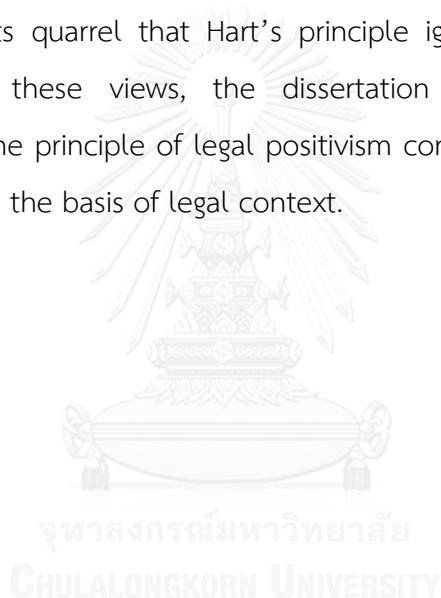 ts quarrel that Hart's principle ig
these views, the dissertation
he principle of legal positivism cor
the basis of legal context.
จุฬาลงกรณ์มหาวิทยาลัย
CHULALONGKORN UNIVERSITY